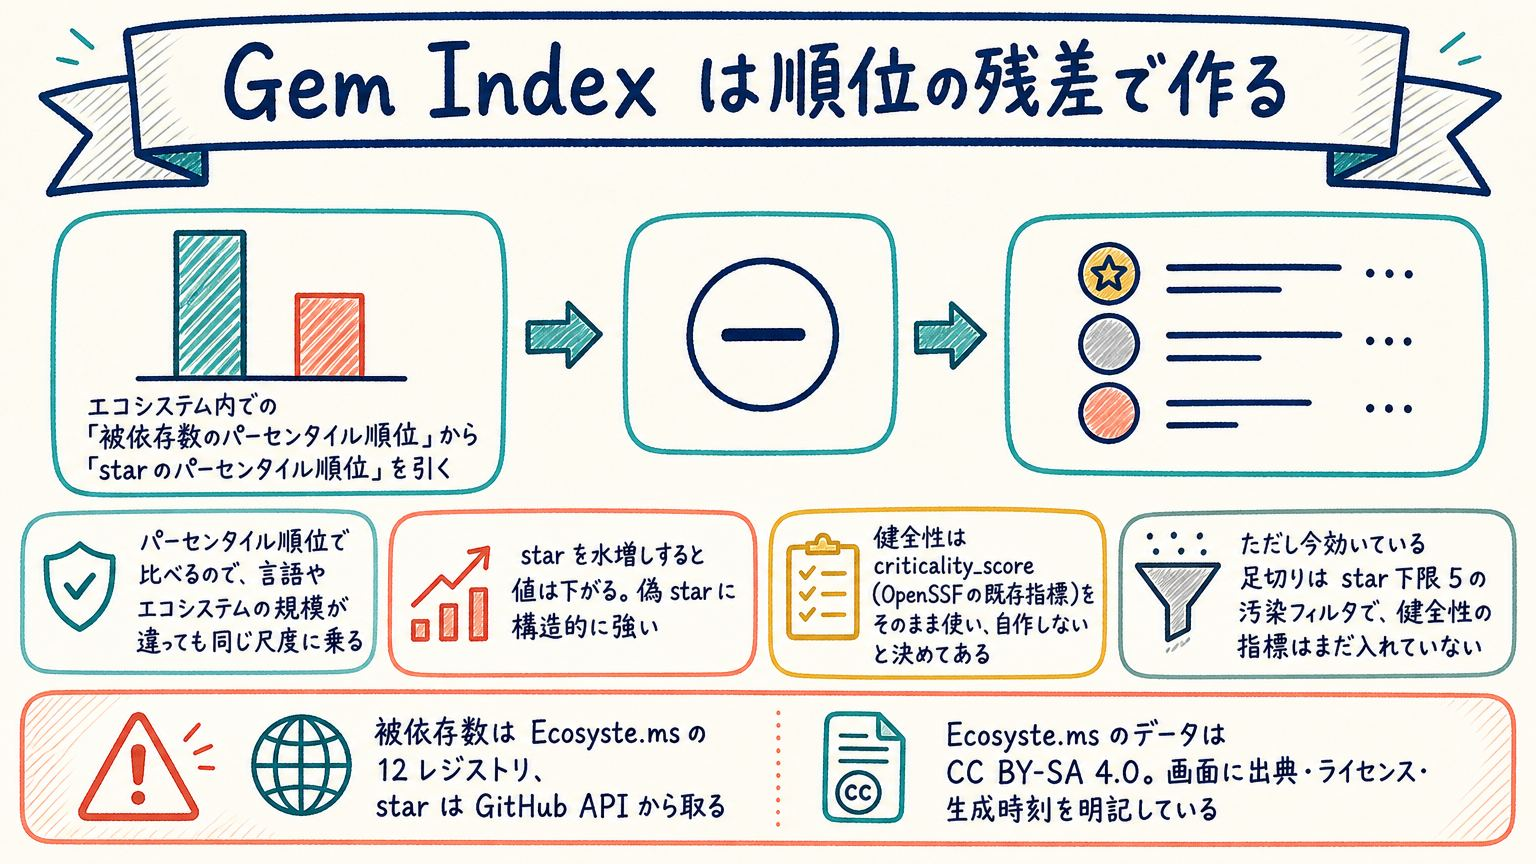 Gem Index は順位の残差で作る
エコシステム内での
「被依存数のパーセンタイル順位」から
「starのパーセンタイル順位」を引く
パーセンタイル順位で
比べるので、言語や
エコシステムの規模が
違っても同じ尺度に乗る
star を水増しすると
値は下がる。偽 star に
構造的に強い
健全性は
criticality_score
(OpenSSFの既存指標)を
そのまま使い、自作しない
と決めてある
ただし今効いている
足切りは star 下限 5 の
汚染フィルタで、健全性の
指標はまだ入れていない
被依存数は Ecosyste.ms の
12 レジストリ、
star は GitHub API から取る
CC
Ecosyste.ms のデータは
CC BY-SA 4.0。画面に出典・ライセンス・
生成時刻を明記している